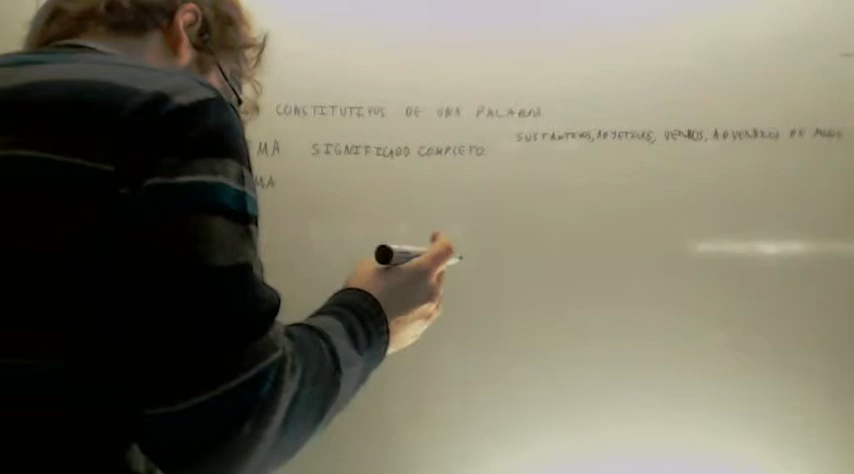 CONSTITUTIVOS DE UNA PALABRA
MA SIGNIFICADO COMPLETO
SUSTANTIVOS, ADJETIVOS, VERBOS, ADVERBIOS DE MODO
MA